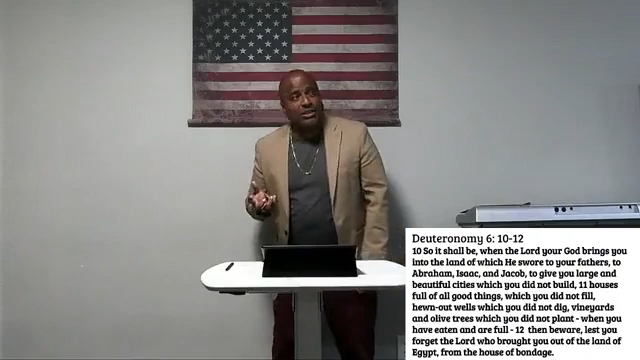 Deuteronomy 6: 10-12
10 So it shall be, when the Lord your God brings you
into the land of which He swore to your fathers, to
Abraham, Isaac, and Jacob, to give you large and
beautiful cities which you did not build, 11 houses
full of all good things, which you did not fill,
hewn-out wells which you did not dig, vineyards
and olive trees which you did not plant - when you
have eaten and are full - 12 then beware, lest you
forget the Lord who brought you out of the land of
Egypt, from the house of bondage.